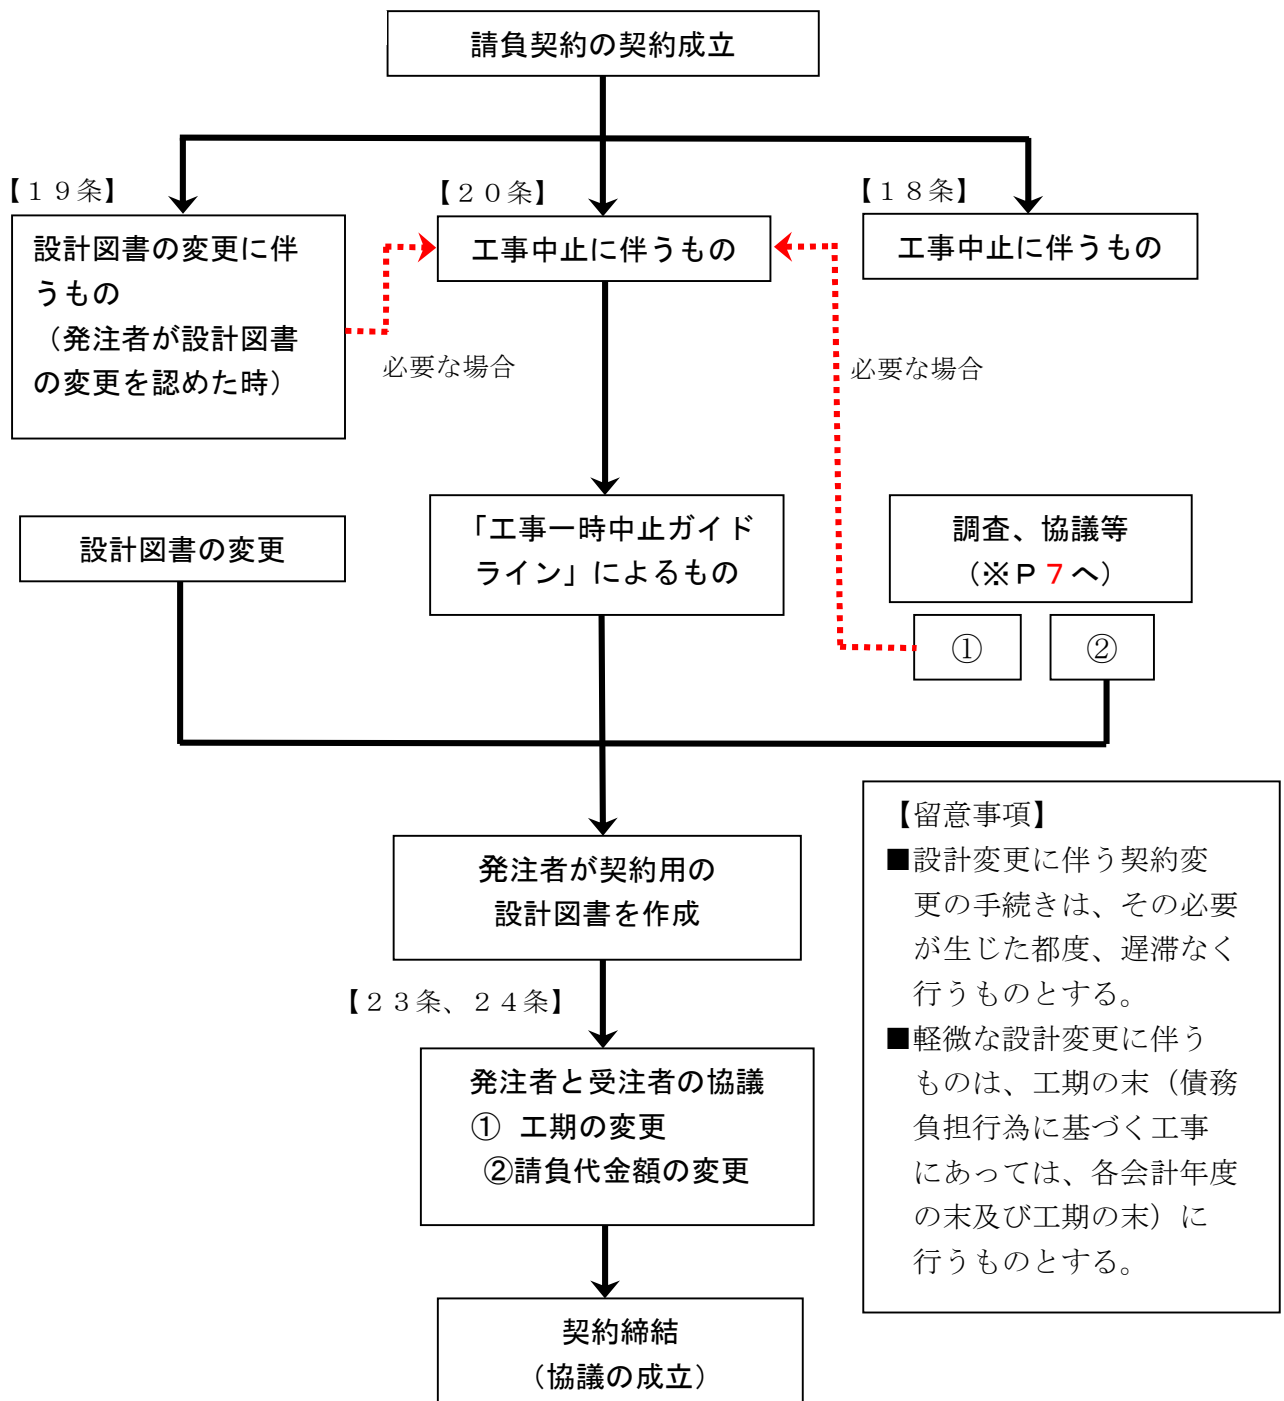 請負契約の契約成立
【１９条】
【２０条】
【１８条】
設計図書の変更に伴
うもの
（発注者が設計図書
の変更を認めた時）
工事中止に伴うもの
工事中止に伴うもの
必要な場合
必要な場合
設計図書の変更
「工事一時中止ガイド
ライン」によるもの
調査、協議等
（※Ｐ７へ）
①
②
発注者が契約用の
設計図書を作成
【２３条、２４条】
発注者と受注者の協議
① 工期の変更
②請負代金額の変更
契約締結
（協議の成立）
【留意事項】
■設計変更に伴う契約変
更の手続きは、その必要
が生じた都度、遅滞なく
行うものとする。
■軽微な設計変更に伴う
ものは、工期の末（債務
負担行為に基づく工事
にあっては、各会計年度
の末及び工期の末）に
行うものとする。